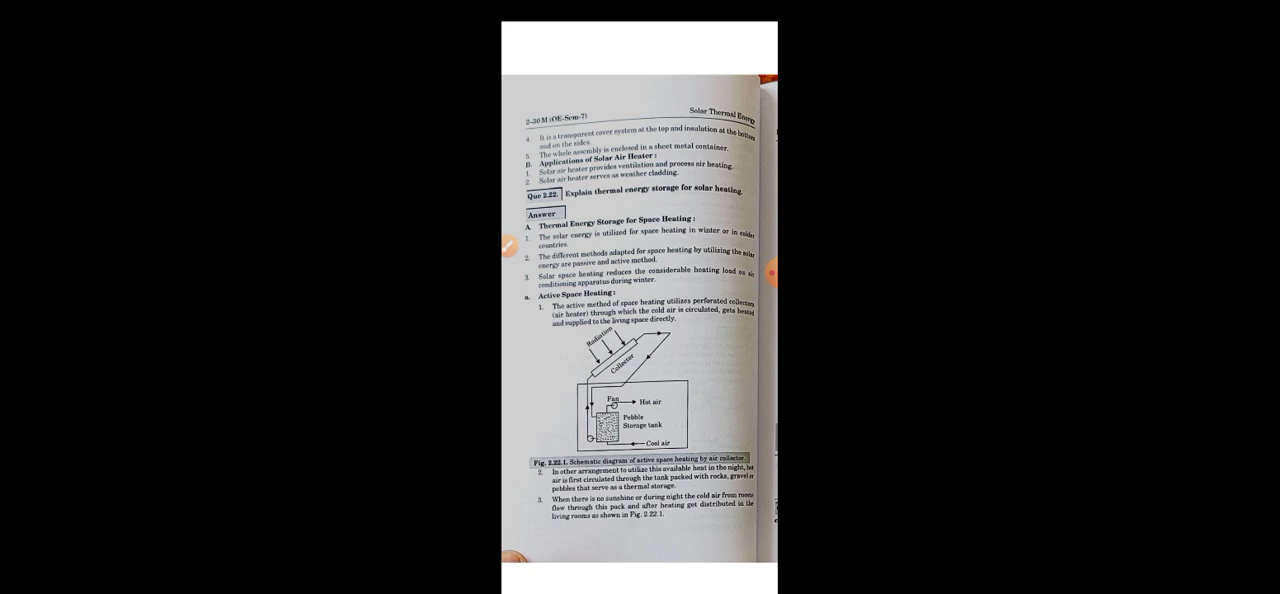 2-30 M (OE-Sem-7)
Solar Thermal Energy
4. It is a transparent cover system at the top and insulation at the bottom
and on the sides.
5. The whole assembly is enclosed in a sheet metal container.
B. Applications of Solar Air Heater :
1. Solar air heater provides ventilation and process air heating.
2. Solar air heater serves as weather cladding.
Que 2.22. Explain thermal energy storage for solar heating.
Answer
A. Thermal Energy Storage for Space Heating :
1. The solar energy is utilized for space heating in winter or in colder
countries.
2. The different methods adapted for space heating by utilizing the solar
energy are passive and active method.
3. Solar space heating reduces the considerable heating load on air
conditioning apparatus during winter.
a. Active Space Heating :
1. The active method of space heating utilizes perforated collectors
(air heater) through which the cold air is circulated, gets heated
and supplied to the living space directly.
Radiation
Collector
Fan
Hot air
Pebble
Storage tank
Cool air
Fig. 2.22.1. Schematic diagram of active space heating by air collector.
2. In other arrangement to utilize this available heat in the night, hot
air is first circulated through the tank packed with rocks, gravel or
pebbles that serve as a thermal storage.
3. When there is no sunshine or during night the cold air from rooms
flow through this pack and after heating get distributed in the
living rooms as shown in Fig. 2.22.1.